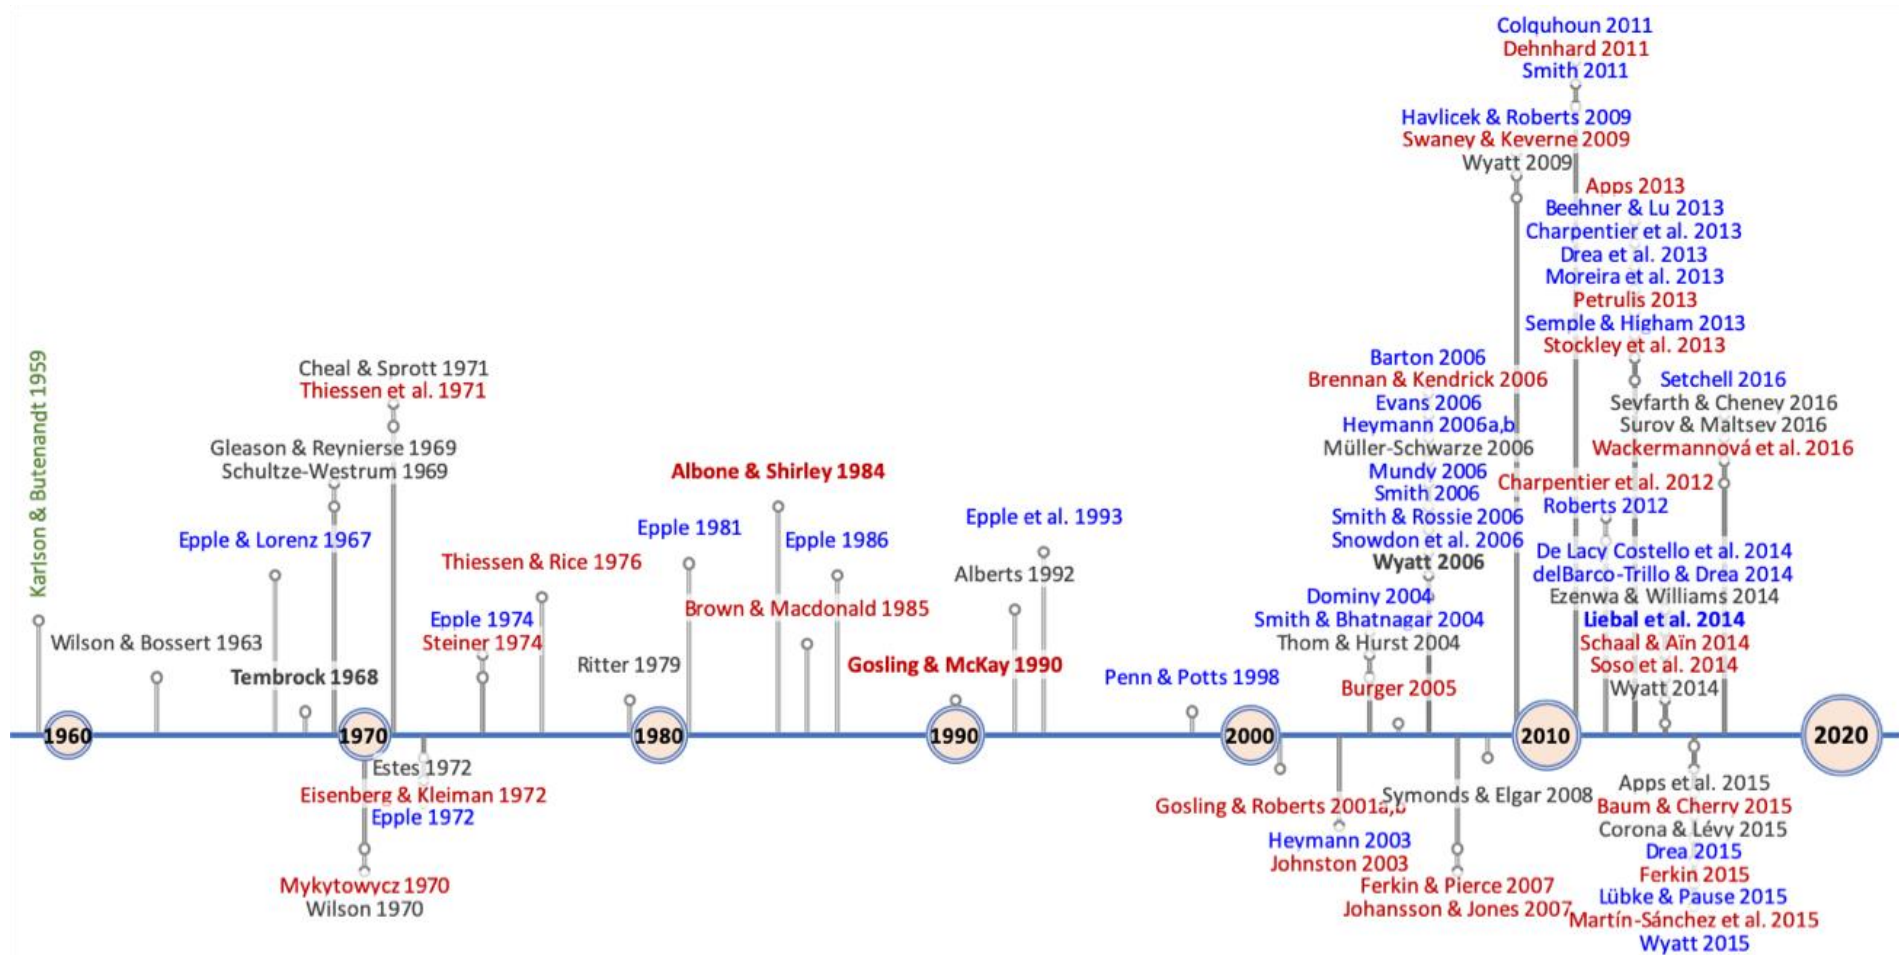 Colquhoun 2011
Dehnhard 2011
Smith 2011
Havlicek & Roberts 2009
Swaney & Keverne 2009
Wyatt 2009
Apps 2013
Beehner & Lu 2013
Charpentier et al. 2013
Drea et al. 2013
Moreira et al. 2013
Petrulis 2013
Semple & Higham 2013
Stockley et al. 2013
Karlson & Butenandt 1959
Cheal & Sprott 1971
Thiessen et al. 1971
Gleason & Reynierse 1969
Schultze-Westrum 1969
Epple & Lorenz 1967
Wilson & Bossert 1963
Tembrock 1968
Thiessen & Rice 1976
Epple 1974
Steiner 1974
Ritter 1979
Albone & Shirley 1984
Epple 1981
Epple 1986
Brown & Macdonald 1985
Gosling & McKay 1990
Epple et al. 1993
Alberts 1992
Penn & Potts 1998
Barton 2006
Brennan & Kendrick 2006
Evans 2006
Heymann 2006a,b
Müller-Schwarze 2006
Mundy 2006
Smith 2006
Smith & Rossie 2006
Snowdon et al. 2006
Wyatt 2006
Dominy 2004
Smith & Bhatnagar 2004
Thom & Hurst 2004
Burger 2005
Setchell 2016
Seyfarth & Cheney 2016
Surov & Maltsev 2016
Wackermannová et al. 2016
Charpentier et al. 2012
Roberts 2012
De Lacy Costello et al. 2014
delBarco-Trillo & Drea 2014
Ezenwa & Williams 2014
Liebal et al. 2014
Schaal & Aïn 2014
Soso et al. 2014
Wyatt 2014
1960
1970
1980
1990
2000
2010
2020
Estes 1972
Eisenberg & Kleiman 1972
Epple 1972
Mykytowycz 1970
Wilson 1970
Gosling & Roberts 2001a,b
Heymann 2003
Johnston 2003
Symonds & Elgar 2008
Ferkin & Pierce 2007
Johansson & Jones 2007
Apps et al. 2015
Baum & Cherry 2015
Corona & Lévy 2015
Drea 2015
Ferkin 2015
Lübke & Pause 2015
Martín-Sánchez et al. 2015
Wyatt 2015